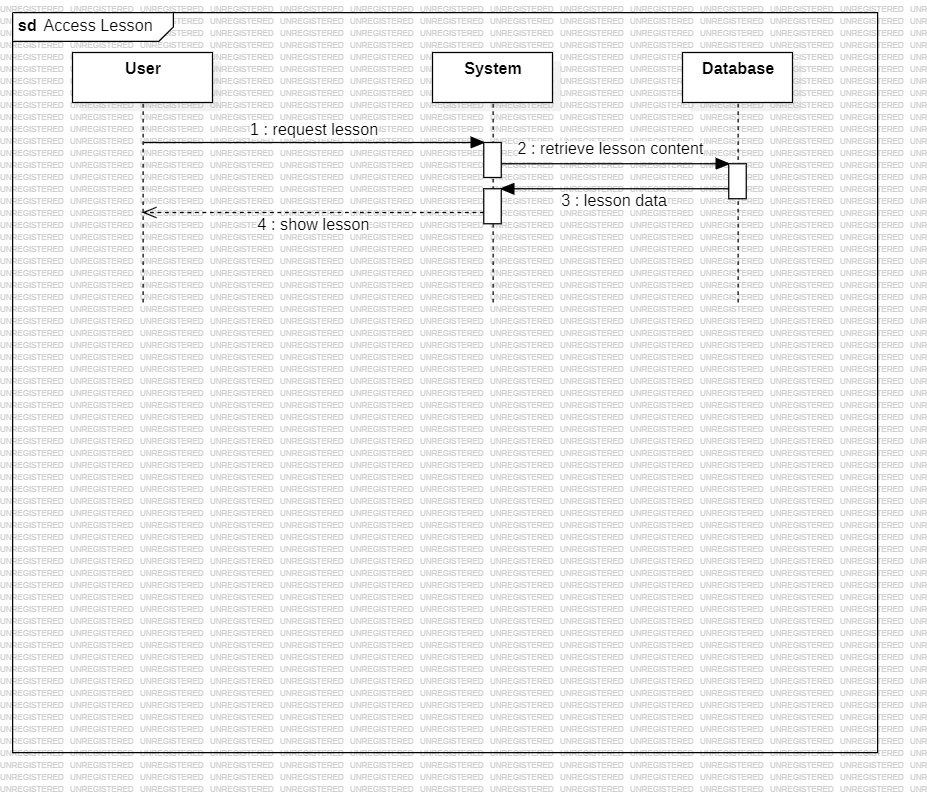 sd Access Lesson
User
System
Database
1 : request lesson
2 : retrieve lesson content
3 : lesson data
4 : show lesson
UNREGISTERED